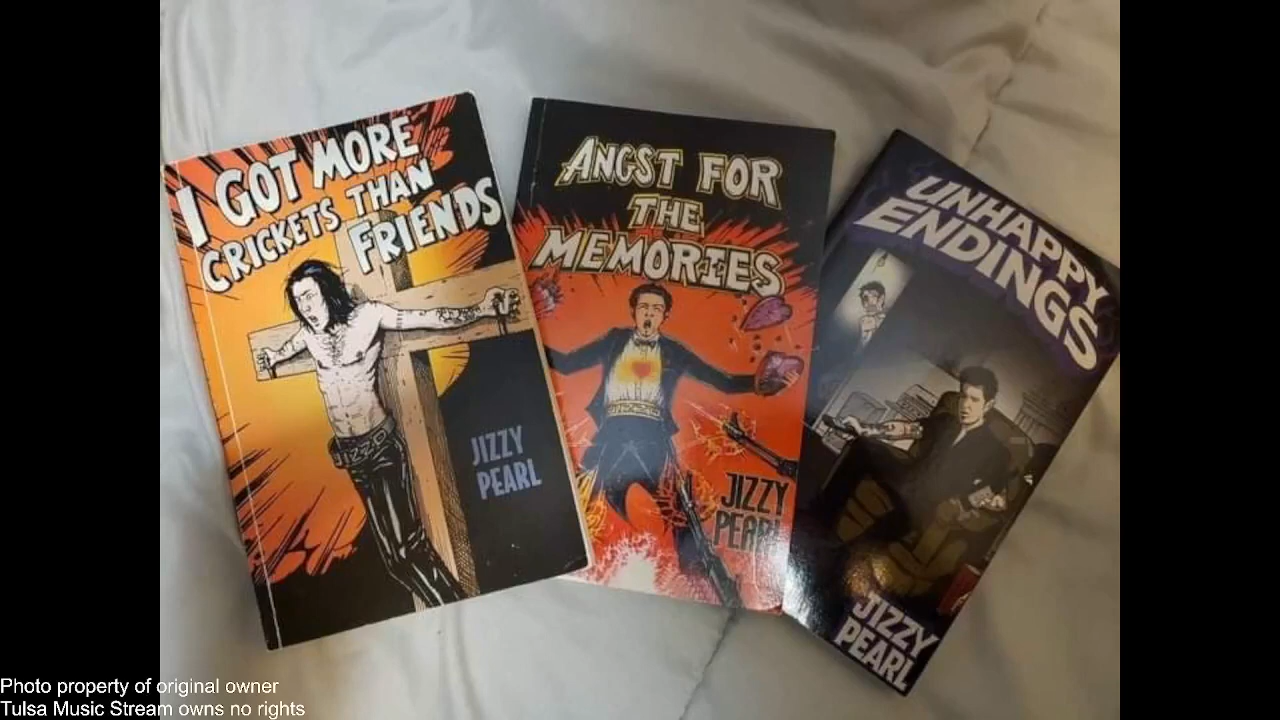 I GOT MORE
CRICKETS THAN
FRIENDS
JIZZY
PEARL
ANGST FOR
THE
MEMORIES
JIZZY
PEARL
UNHAPPY
ENDINGS
JIZZY
PEARL
Photo property of original owner
Tulsa Music Stream owns no rights